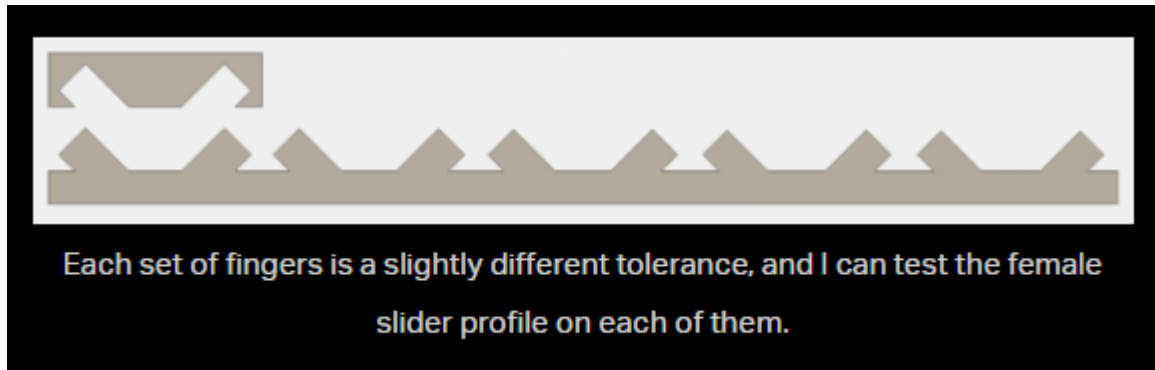 Each set of fingers is a slightly different tolerance, and I can test the female
slider profile on each of them.